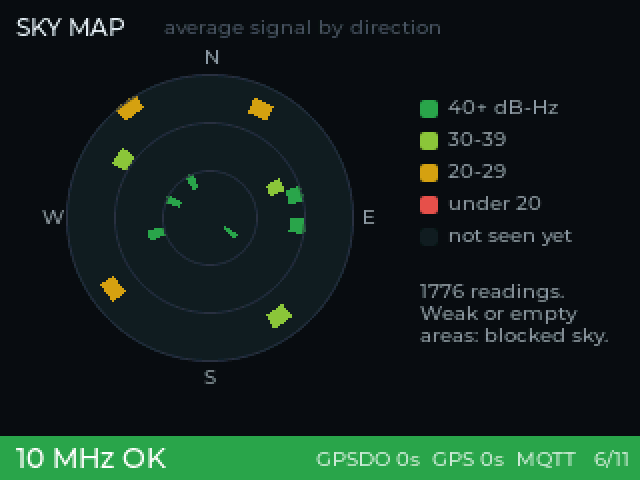 SKY MAP average signal by direction
N
W
E
S
40+ dB-Hz
30-39
20-29
under 20
not seen yet
1776 readings.
Weak or empty
areas: blocked sky.
10 MHz OK GPSDO 0s GPS 0s MQTT 6/11